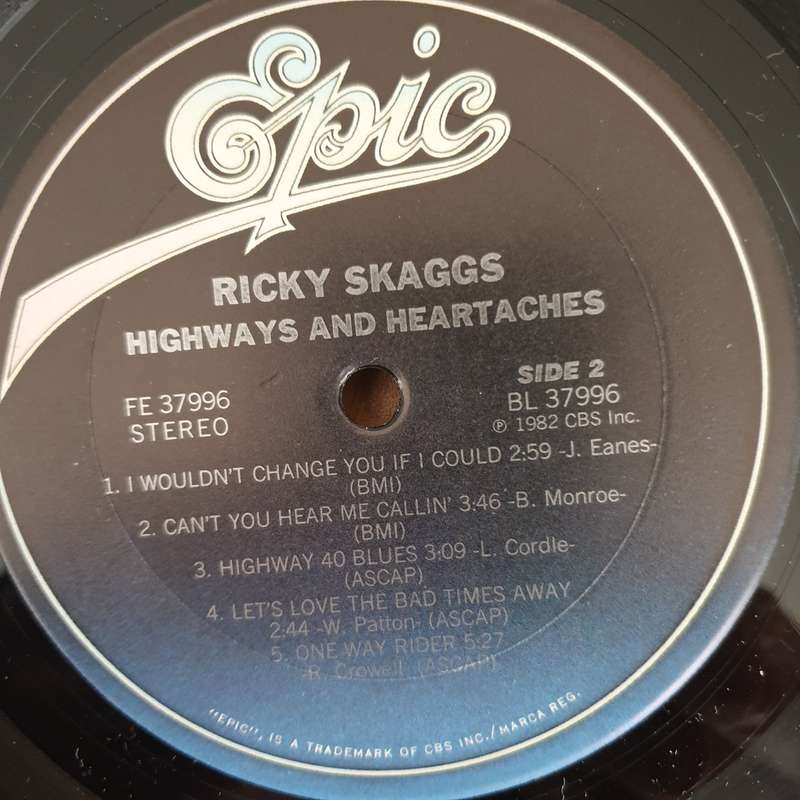 Epic
RICKY SKAGGS
HIGHWAYS AND HEARTACHES
FE 37996
STEREO
SIDE 2
BL 37996
℗ 1982 CBS Inc.
1. I WOULDN'T CHANGE YOU IF I COULD 2:59 -J. Eanes-
(BMI)
2. CAN'T YOU HEAR ME CALLIN' 3:46 -B. Monroe-
(BMI)
3. HIGHWAY 40 BLUES 3:09 -L. Cordle-
(ASCAP)
4. LET'S LOVE THE BAD TIMES AWAY
2:44 -W. Patton- (ASCAP)
5. ONE WAY RIDER 5:27
-R. Crowell (ASCAP)
"EPIC", IS A TRADEMARK OF CBS INC./MARCA REG.